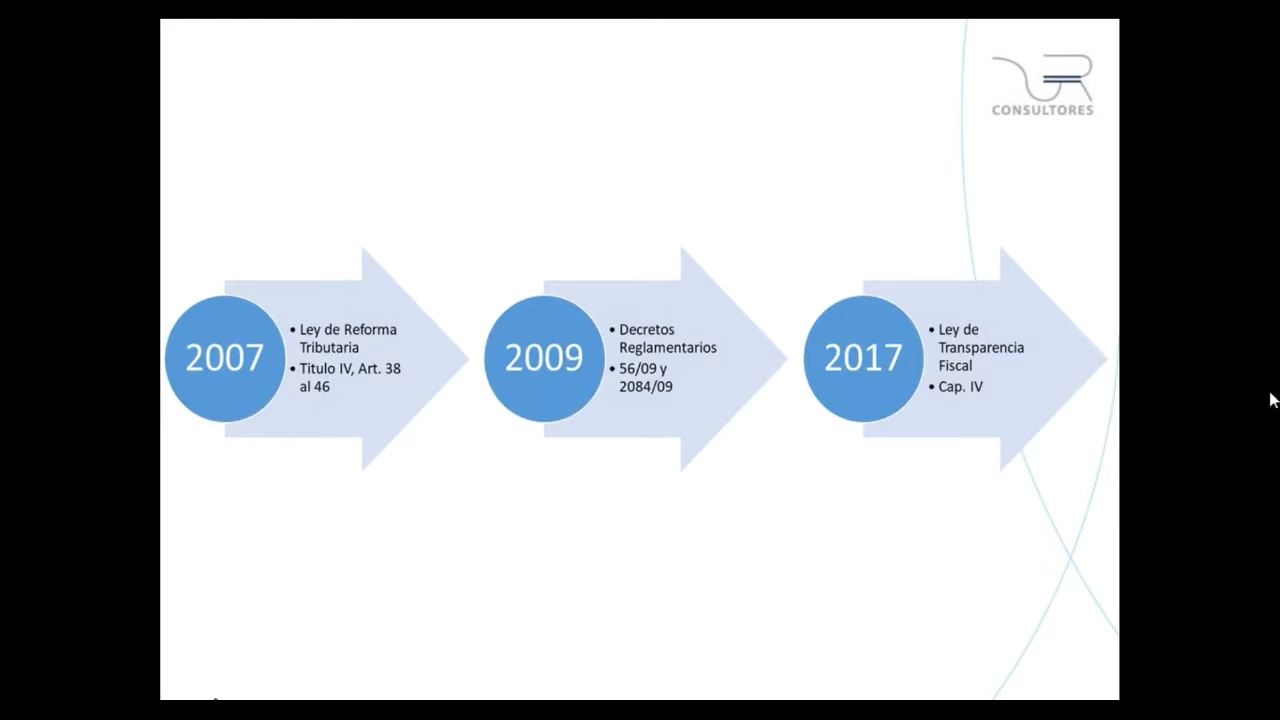 CONSULTORES
2007
• Ley de Reforma
Tributaria
• Titulo IV, Art. 38
al 46
2009
• Decretos
Reglamentarios
• 56/09 y
2084/09
2017
• Ley de
Transparencia
Fiscal
• Cap. IV